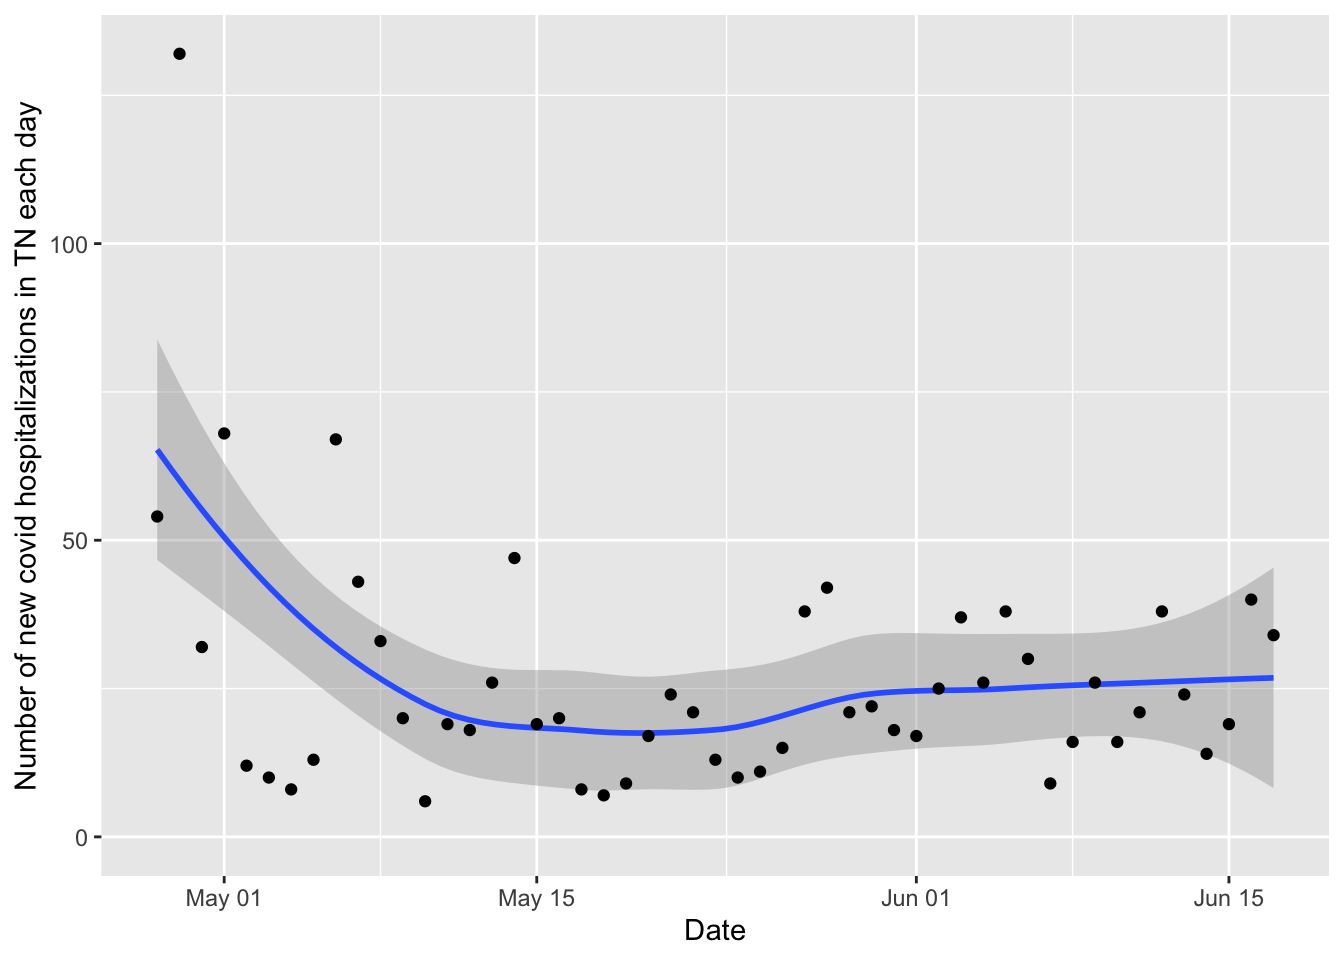 Number of new covid hospitalizations in TN each day
100
50
0
May 01
May 15
Jun 01
Jun 15
Date